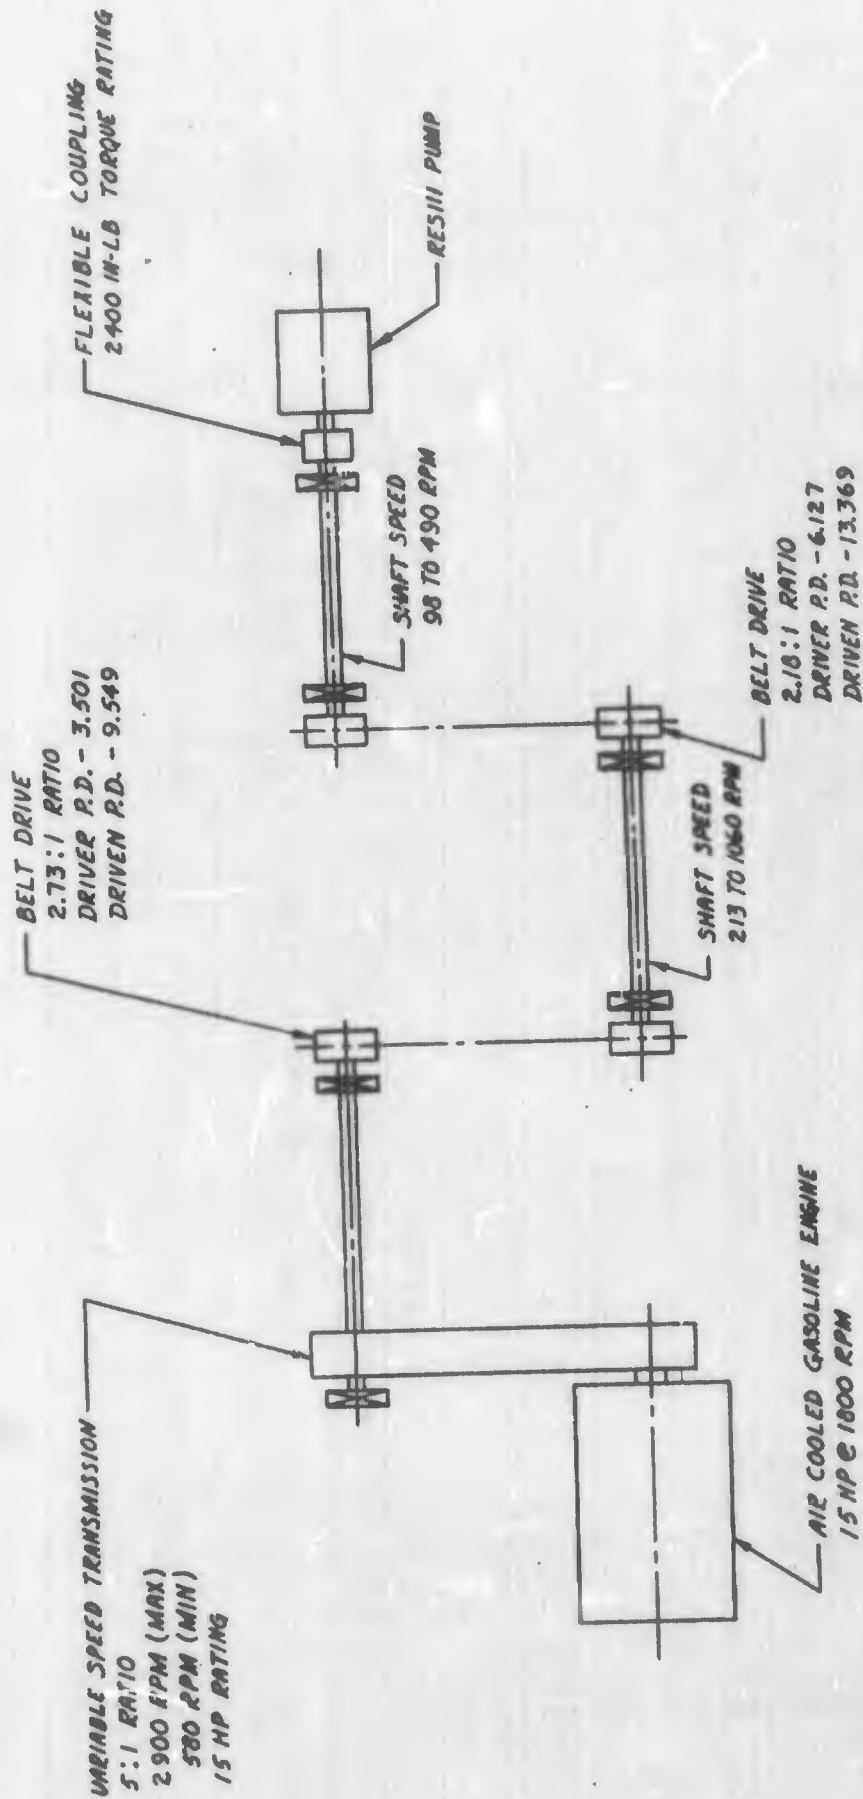 VARIABLE SPEED TRANSMISSION
5:1 RATIO
2900 RPM (MAX)
580 RPM (MIN)
15 HP RATING
BELT DRIVE
2.73:1 RATIO
DRIVER P.D. - 3.501
DRIVEN P.D. - 9.549
FLEXIBLE COUPLING
2400 IN-LB TORQUE RATING
RESIN PUMP
SHAFT SPEED
98 TO 490 RPM
SHAFT SPEED
213 TO 1060 RPM
BELT DRIVE
2.18:1 RATIO
DRIVER P.D. - 6.127
DRIVEN P.D. - 13.369
AIR COOLED GASOLINE ENGINE
15 HP @ 1800 RPM